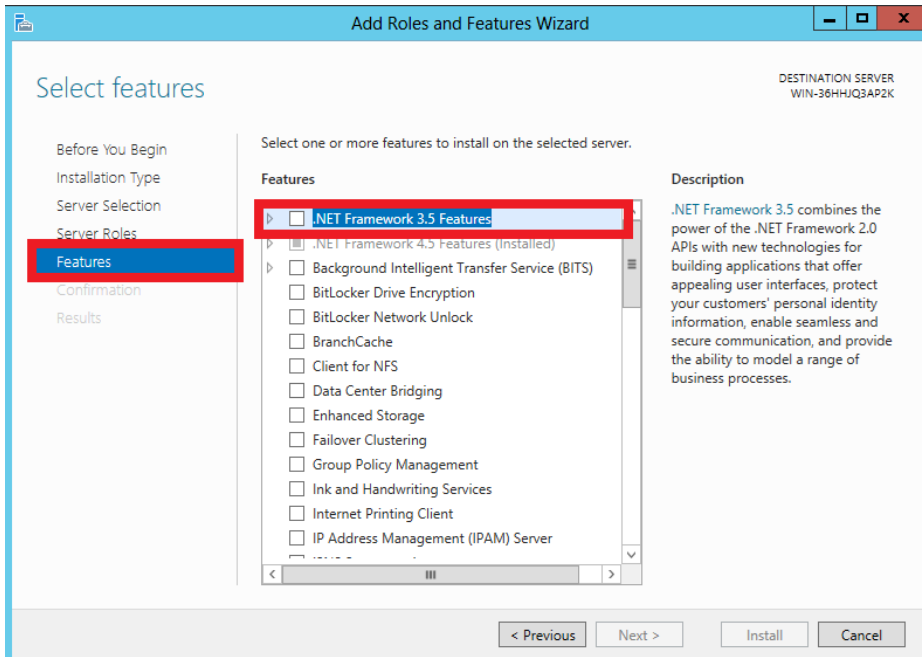 Add Roles and Features Wizard
Select features
DESTINATION SERVER
WIN-36HHJQ3AP2K
Before You Begin
Installation Type
Server Selection
Server Roles
Features
Confirmation
Results
Select one or more features to install on the selected server.
Features
.NET Framework 3.5 Features
.NET Framework 4.5 Features (Installed)
Background Intelligent Transfer Service (BITS)
BitLocker Drive Encryption
BitLocker Network Unlock
BranchCache
Client for NFS
Data Center Bridging
Enhanced Storage
Failover Clustering
Group Policy Management
Ink and Handwriting Services
Internet Printing Client
IP Address Management (IPAM) Server
Description
.NET Framework 3.5 combines the
power of the .NET Framework 2.0
APIs with new technologies for
building applications that offer
appealing user interfaces, protect
your customers' personal identity
information, enable seamless and
secure communication, and provide
the ability to model a range of
business processes.
< Previous
Next >
Install
Cancel